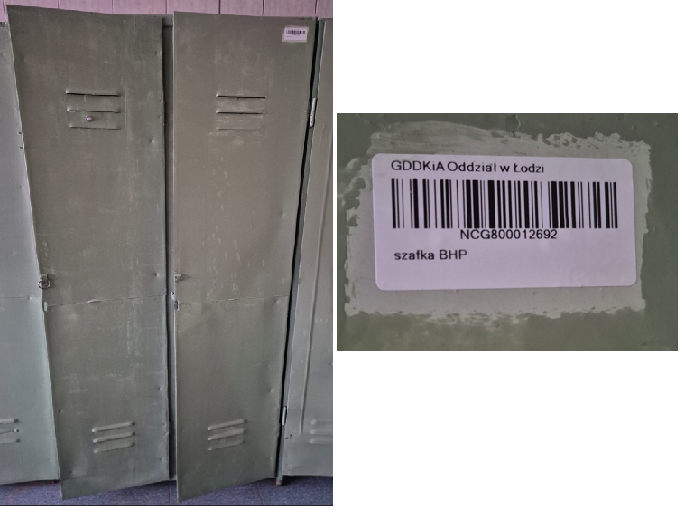 GDDKiA Oddział w Łodzi
NCG800012692
szafka BHP